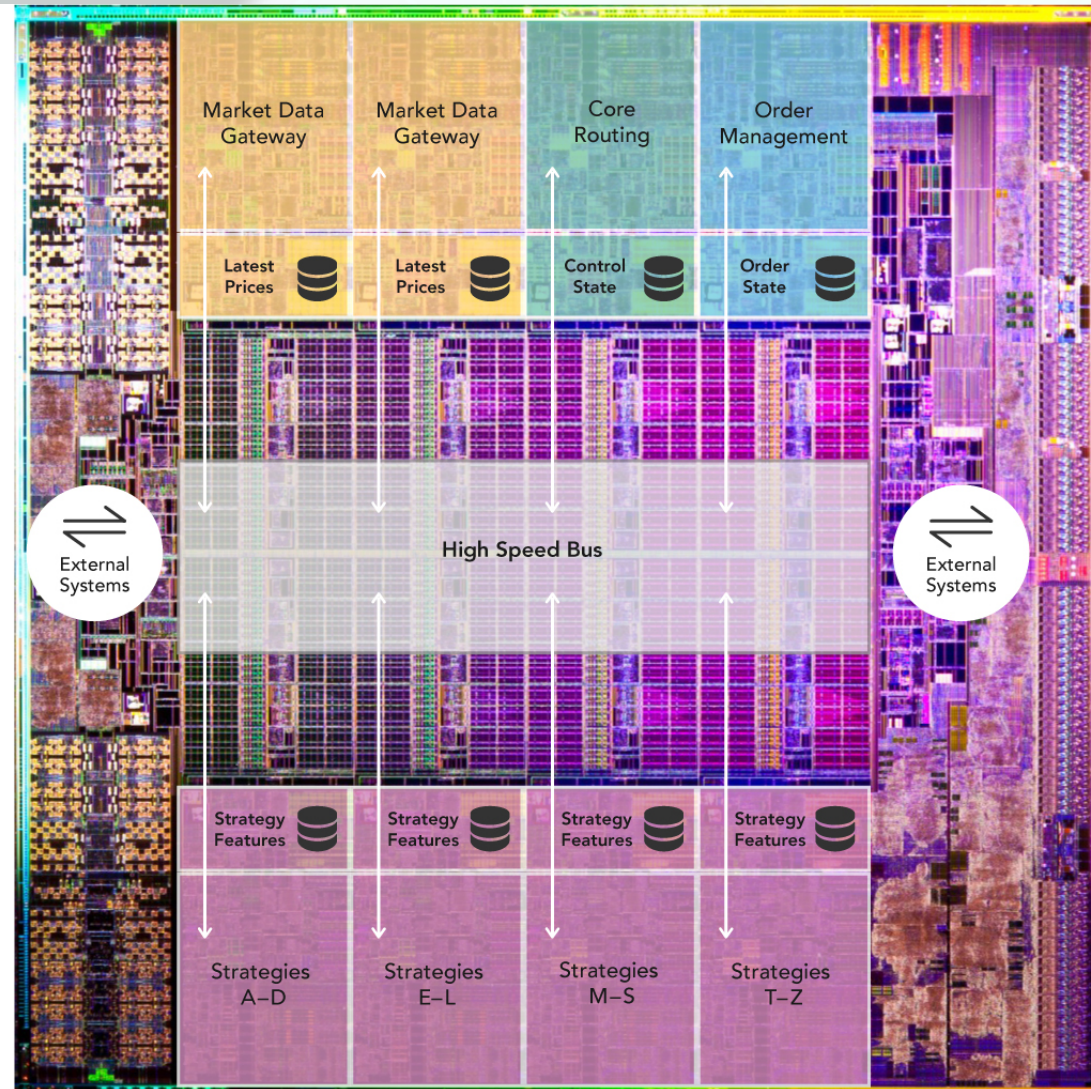 Market Data
Gateway
Market Data
Gateway
Core
Routing
Order
Management
Latest
Prices
Latest
Prices
Control
State
Order
State
External
Systems
High Speed Bus
External
Systems
Strategy
Features
Strategy
Features
Strategy
Features
Strategy
Features
Strategies
A–D
Strategies
E–L
Strategies
M–S
Strategies
T–Z